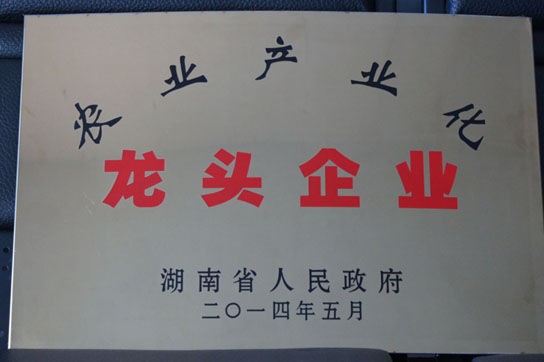 农业产业化
龙头企业
湖南省人民政府
二〇一四年五月